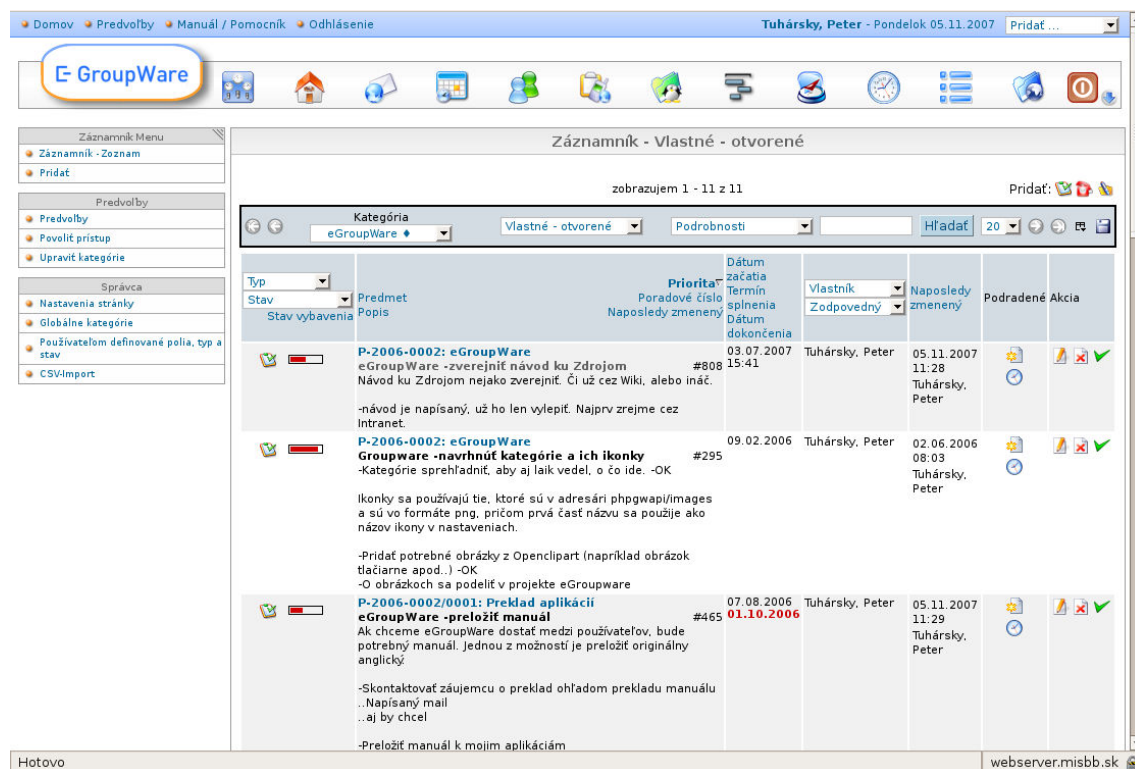 Domov Predvoľby Manuál / Pomocník Odhlásenie
Tuhársky, Peter - Pondelok 05.11.2007 Pridať ...
E- GroupWare
Záznamník Menu
Záznamník - Zoznam
Pridať
Predvoľby
Predvoľby
Povoliť prístup
Upraviť kategórie
Správca
Nastavenia stránky
Globálne kategórie
Používateľom definované polia, typ a
stav
CSV-Import
Záznamník - Vlastné - otvorené
zobrazujem 1 - 11 z 11
Pridať:
Kategória
eGroupWare ♦ Vlastné - otvorené Podrobnosti Hľadať 20
Typ
Stav
Stav vybavenia
Predmet
Popis
Priorita
Poradové číslo
Naposledy zmenený
Dátum
začatia
Termín
splnenia
Dátum
dokončenia
Vlastník
Zodpovedný
Naposledy
zmenený
Podradené Akcia
P-2006-0002: eGroupWare
eGroupWare -zverejniť návod ku Zdrojom #808
Návod ku Zdrojom nejako zverejniť. Či už cez Wiki, alebo ináč.
-návod je napísaný, už ho len vylepiť. Najprv zrejme cez
Intranet.
03.07.2007
15:41
Tuhársky, Peter
05.11.2007
11:28
Tuhársky,
Peter
P-2006-0002: eGroupWare
Groupware -navrhnúť kategórie a ich ikonky #295
-Kategórie sprehľadniť, aby aj laik vedel, o čo ide. -OK
Ikonky sa používajú tie, ktoré sú v adresári phpgwapi/images
a sú vo formáte png, pričom prvá časť názvu sa použije ako
názov ikony v nastaveniach.
-Pridať potrebné obrázky z Openclipart (napríklad obrázok
tlačiarne apod..) -OK
-O obrázkoch sa podeliť v projekte eGroupware
09.02.2006
Tuhársky, Peter
02.06.2006
08:03
Tuhársky,
Peter
P-2006-0002/0001: Preklad aplikácií
eGroupWare -preložiť manuál #465
Ak chceme eGroupWare dostať medzi používateľov, bude
potrebný manuál. Jednou z možností je preložiť originálny
anglický.
-Skontaktovať záujemcu o preklad ohľadom prekladu manuálu
..Napísaný mail
..aj by chcel
-Preložiť manuál k mojim aplikáciám
07.08.2006
01.10.2006
Tuhársky, Peter
05.11.2007
11:29
Tuhársky,
Peter
Hotovo
webserver.misbb.sk